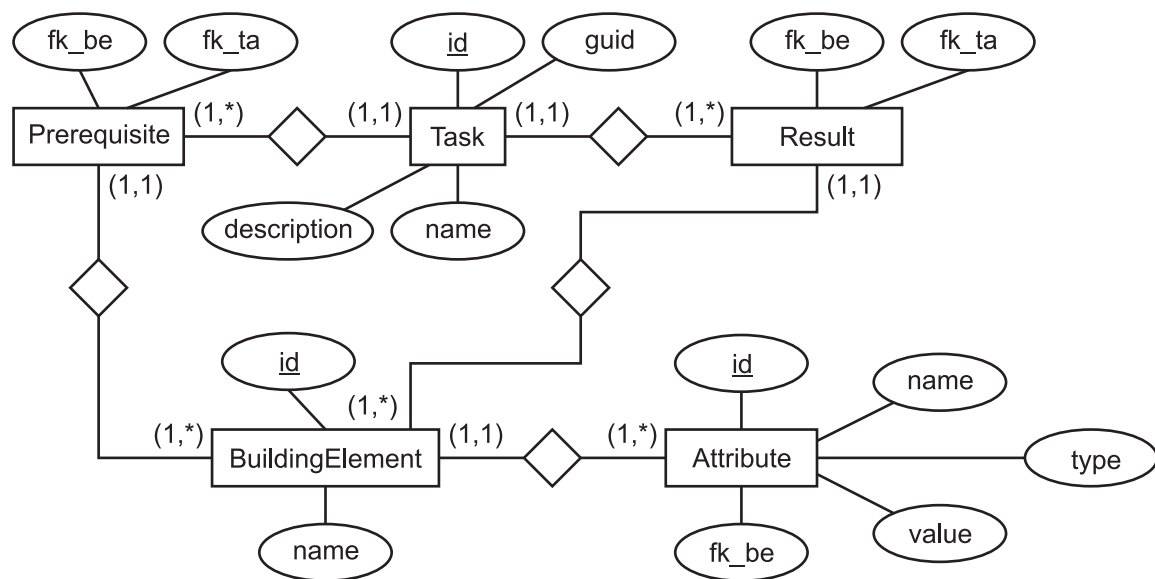 fk_be
fk_ta
id
guid
fk_be
fk_ta
Prerequisite
(1,*)
(1,1)
Task
(1,1)
(1,*)
Result
(1,1)
(1,1)
description
name
id
id
name
(1,*)
(1,*)
BuildingElement
(1,1)
(1,*)
Attribute
type
name
fk_be
value